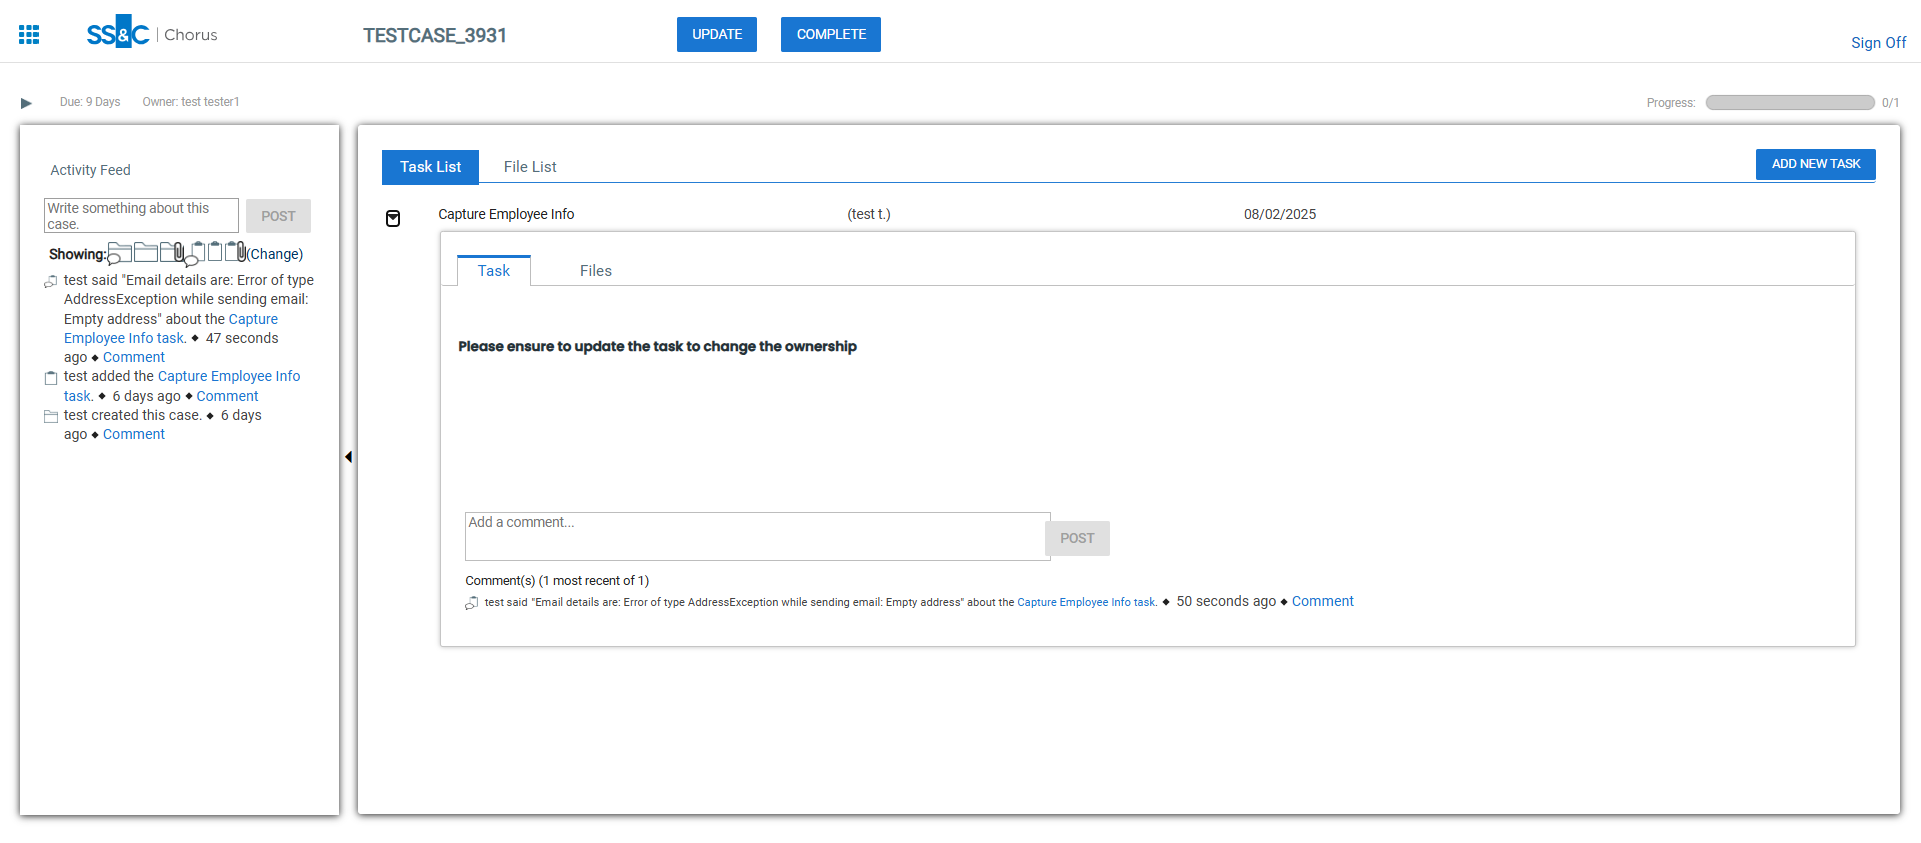 SS&C | Chorus
TESTCASE_3931
UPDATE
COMPLETE
Sign Off
Due: 9 Days
Owner: test tester1
Progress:
0/1
Activity Feed
Write something about this
case.
POST
Showing:
(Change)
test said "Email details are: Error of type
AddressException while sending email:
Empty address" about the Capture
Employee Info task. ◆ 47 seconds
ago ◆ Comment
test added the Capture Employee Info
task. ◆ 6 days ago ◆ Comment
test created this case. ◆ 6 days
ago ◆ Comment
Task List
File List
ADD NEW TASK
Capture Employee Info
(test t.)
08/02/2025
Task
Files
Please ensure to update the task to change the ownership
Add a comment...
POST
Comment(s) (1 most recent of 1)
test said "Email details are: Error of type AddressException while sending email: Empty address" about the Capture Employee Info task. ◆ 50 seconds ago ◆ Comment